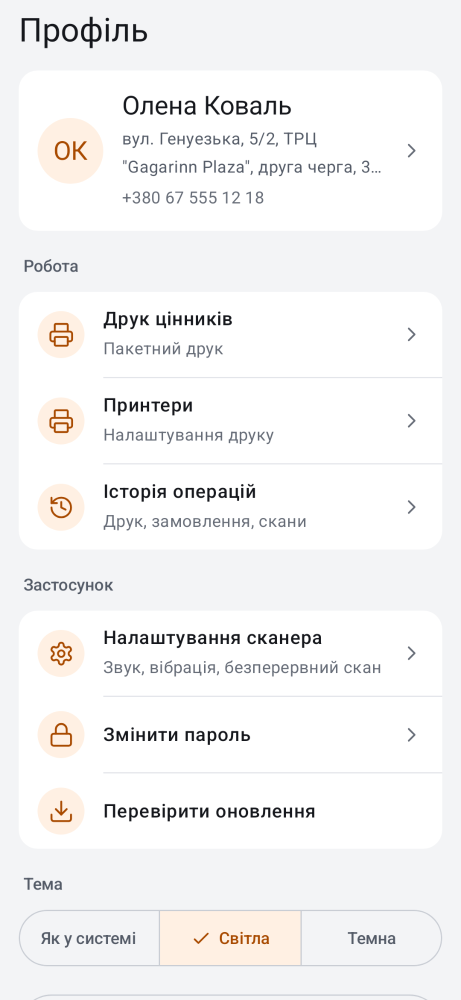 Профіль
ОК
Олена Коваль
вул. Генуезька, 5/2, ТРЦ
"Gagarinn Plaza", друга черга, 3...
+380 67 555 12 18
Робота
Друк цінників
Пакетний друк
Принтери
Налаштування друку
Історія операцій
Друк, замовлення, скани
Застосунок
Налаштування сканера
Звук, вібрація, безперервний скан
Змінити пароль
Перевірити оновлення
Тема
Як у системі
Світла
Темна